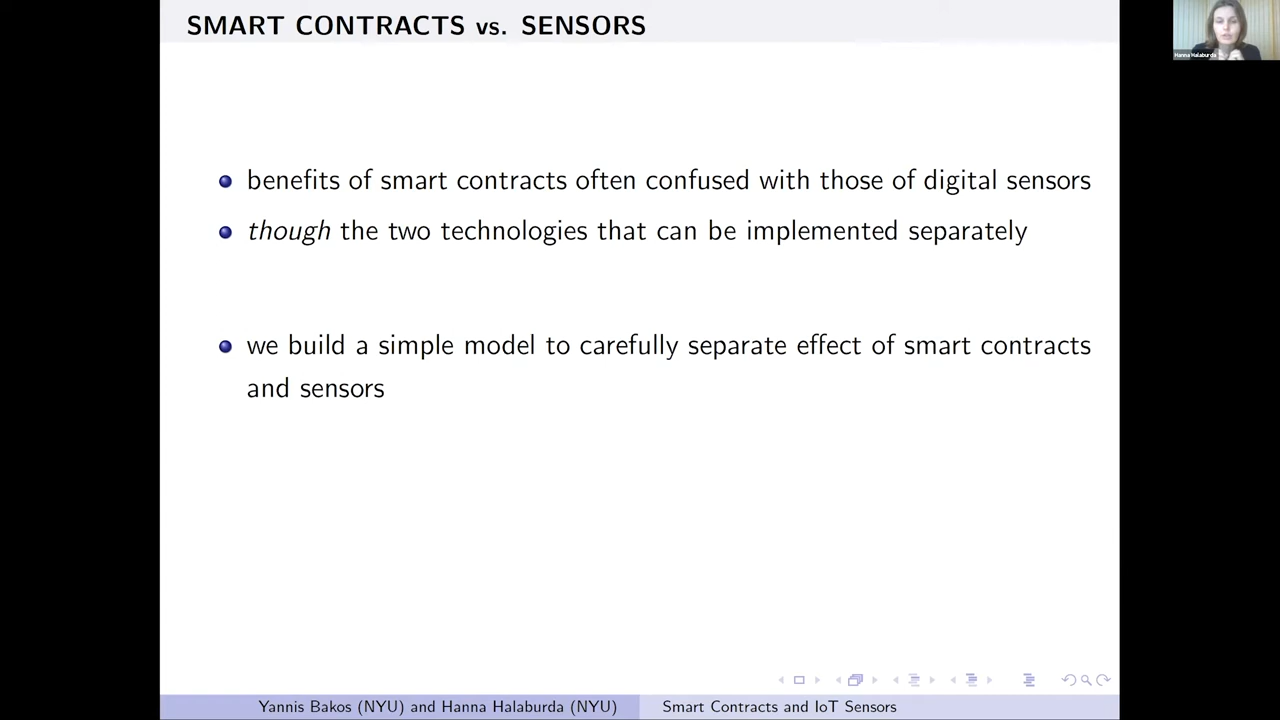 SMART CONTRACTS vs. SENSORS
Hanna Halaburda
benefits of smart contracts often confused with those of digital sensors
though the two technologies that can be implemented separately
we build a simple model to carefully separate effect of smart contracts
and sensors
Yannis Bakos (NYU) and Hanna Halaburda (NYU)
Smart Contracts and IoT Sensors